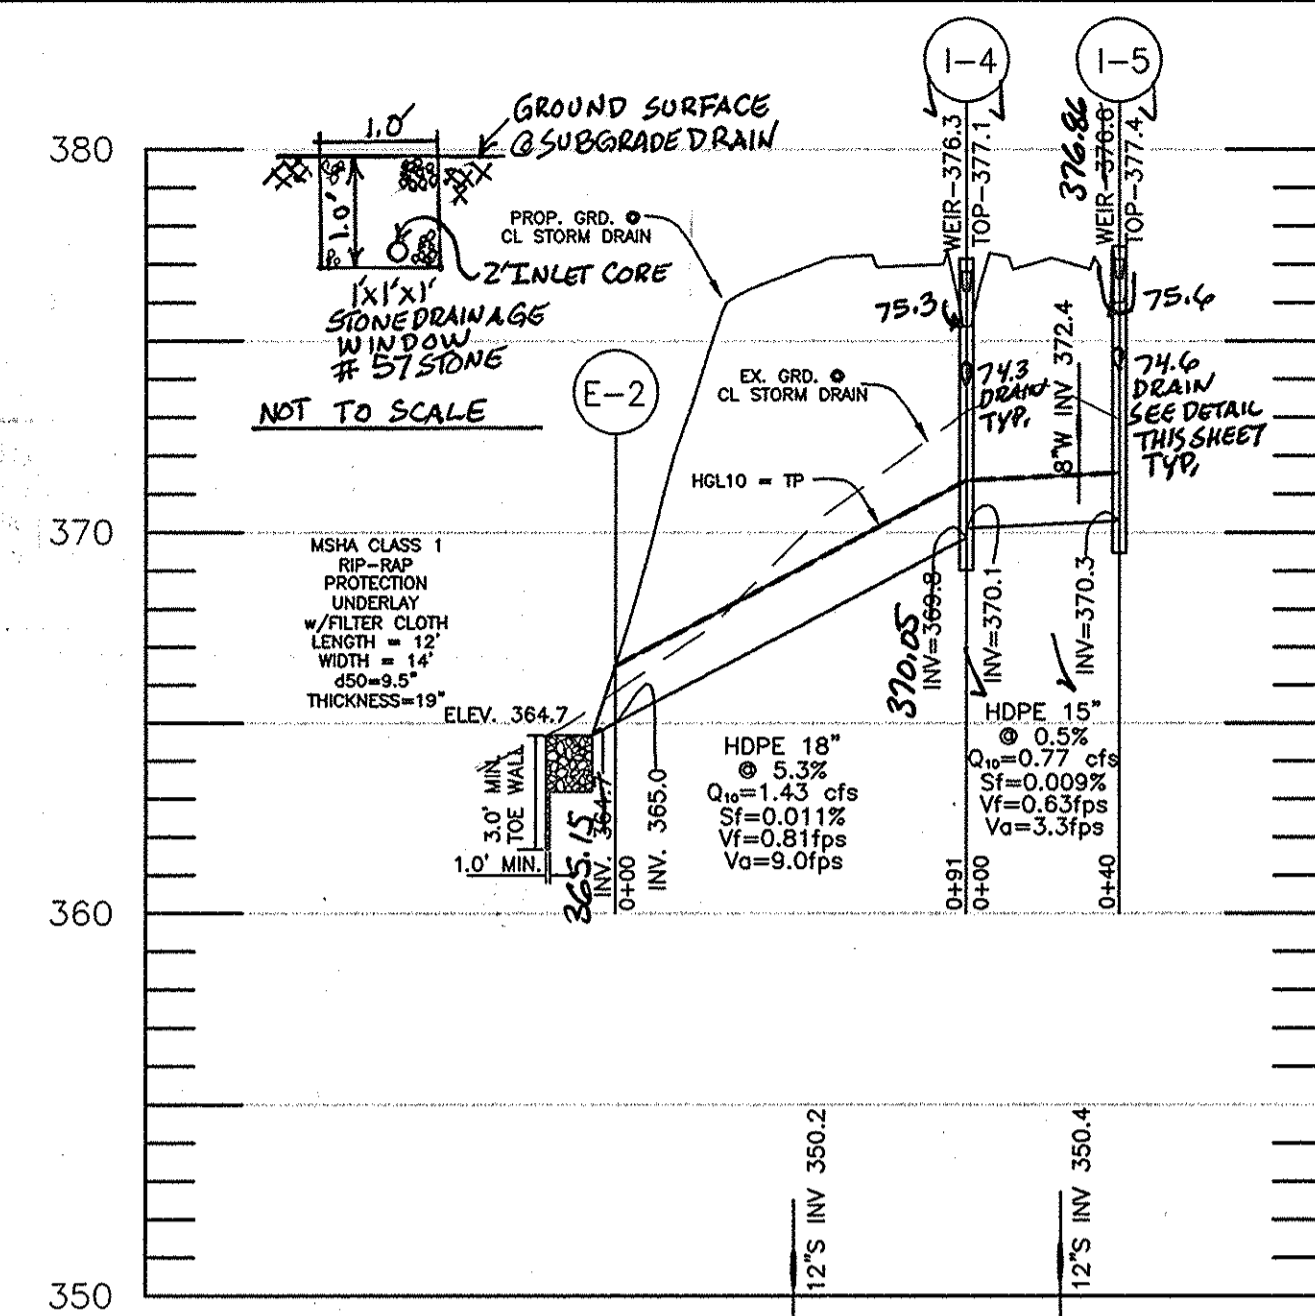 I-4
I-5
380
1.0'
GROUND SURFACE
@ SUBGRADE DRAIN
1.0'
2" INLET CORE
1'x1'x1'
STONE DRAINAGE
WINDOW
# 57 STONE
NOT TO SCALE
PROP. GRD. @
CL STORM DRAIN
WEIR-376.3
TOP-377.1
376.86
TOP-377.4
75.3
75.6
E-2
EX. GRD. @
CL STORM DRAIN
74.3
DRAIN
TYP.
8"W INV 372.4
74.6
DRAIN
SEE DETAIL
THIS SHEET
TYP.
HGL10 = TP
370
MSHA CLASS 1
RIP-RAP
PROTECTION
UNDERLAY
w/FILTER CLOTH
LENGTH = 12'
WIDTH = 14'
d50=9.5"
THICKNESS=19"
ELEV. 364.7
370.05
INV=369.8
INV=370.1
INV=370.3
3.0' MIN.
TOE WALL
1.0' MIN.
365.15
INV. 364.7
0+00
INV. 365.0
HDPE 18"
@ 5.3%
Q10=1.43 cfs
Sf=0.011%
Vf=0.81fps
Va=9.0fps
HDPE 15"
@ 0.5%
Q10=0.77 cfs
Sf=0.009%
Vf=0.63fps
Va=3.3fps
0+91
0+00
0+40
360
12"S INV 350.2
12"S INV 350.4
350